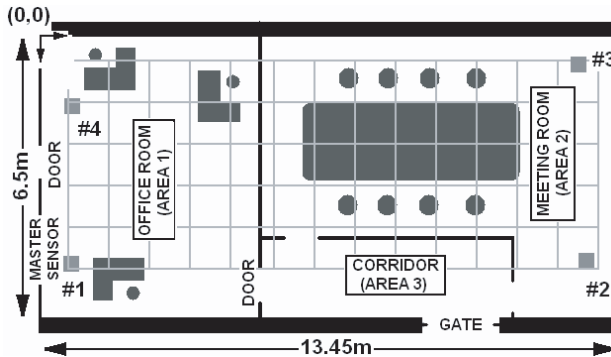 (0,0)
#3
#4
6.5m
DOOR
MASTER
SENSOR
OFFICE ROOM
(AREA 1)
MEETING ROOM
(AREA 2)
DOOR
CORRIDOR
(AREA 3)
#1
#2
GATE
13.45m